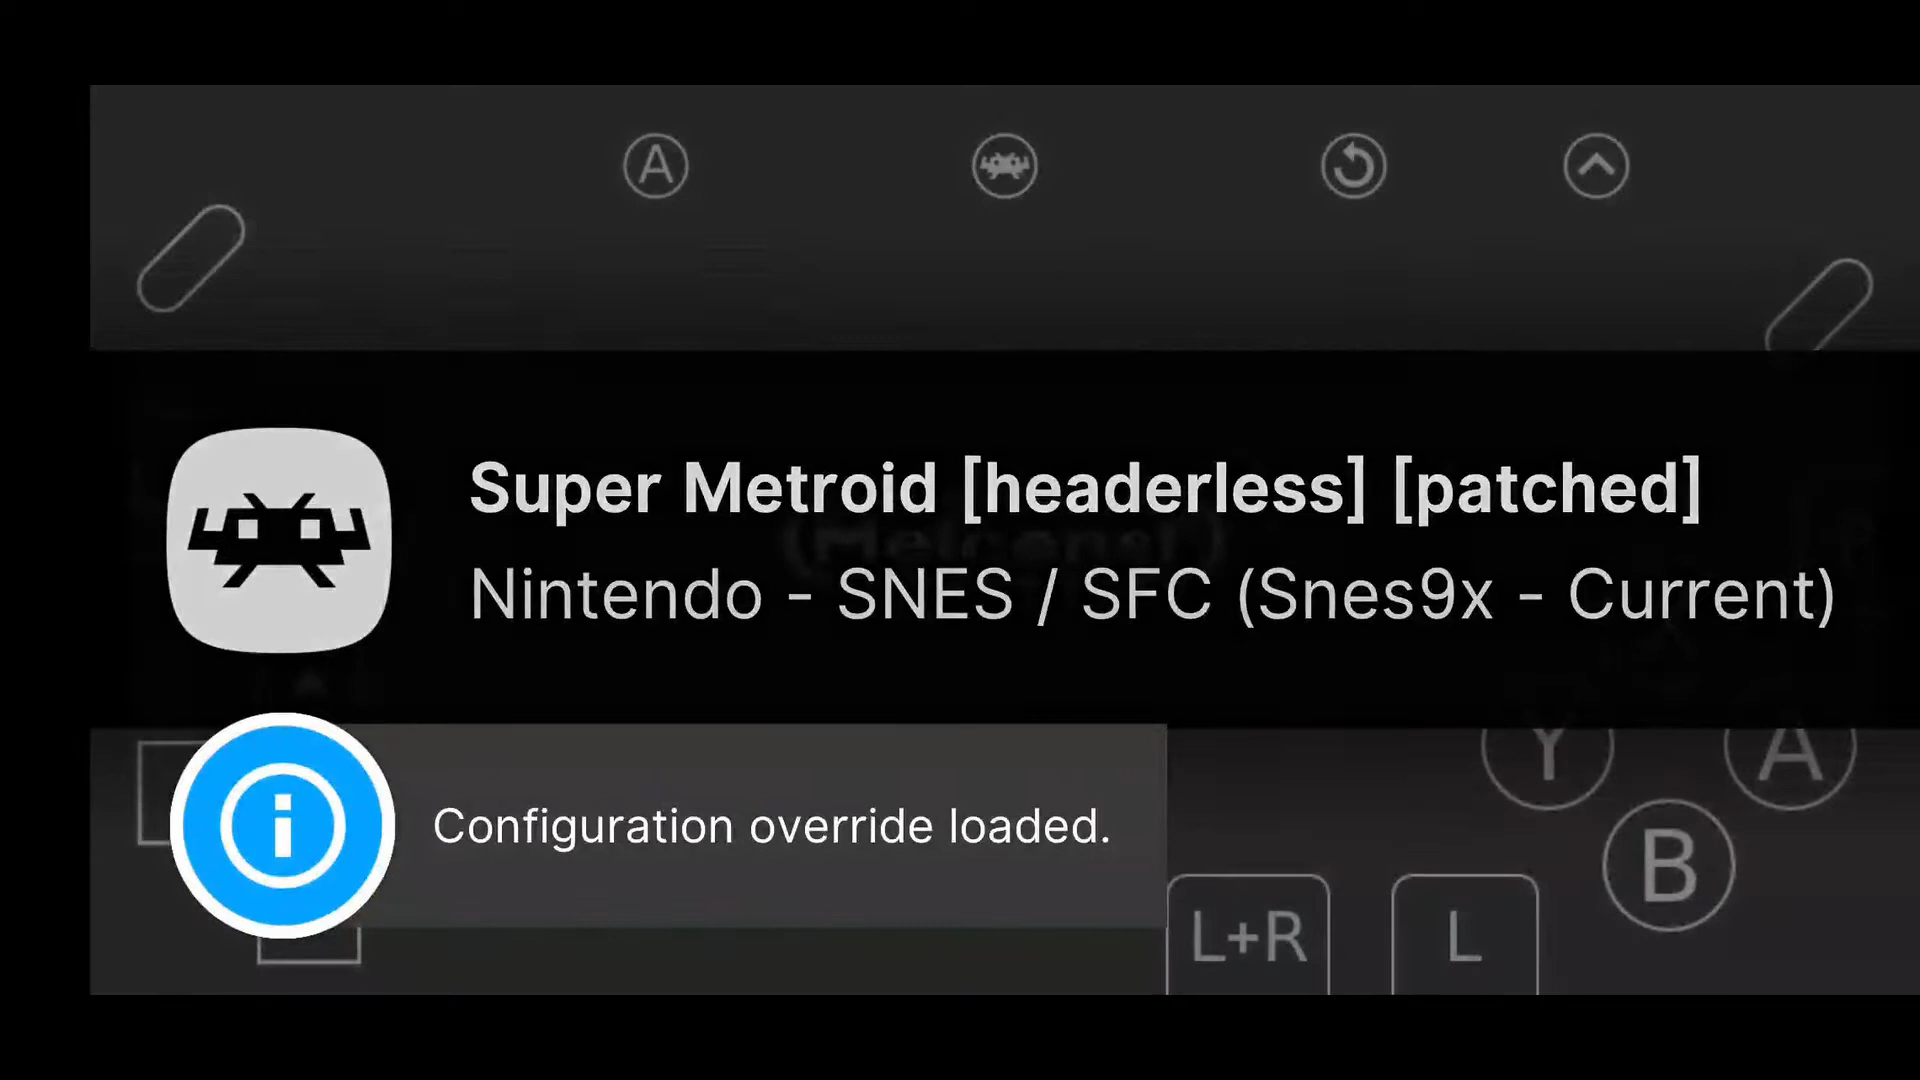 A
Super Metroid [headerless] [patched]
Nintendo - SNES / SFC (Snes9x - Current)
Y
A
Configuration override loaded.
B
L+R
L